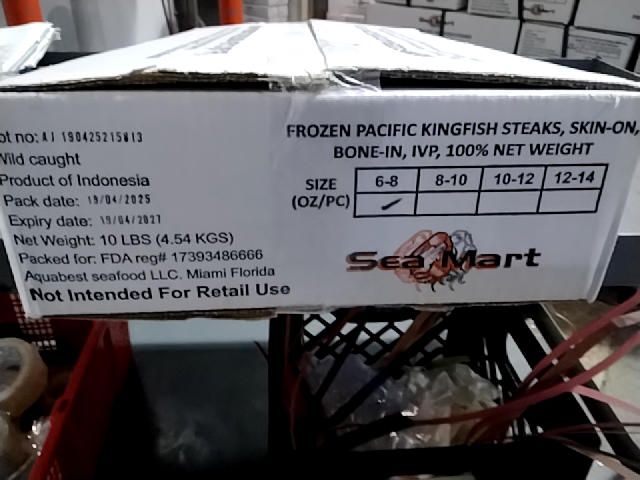 ot no: AI 190425215813
Wild caught
Product of Indonesia
Pack date: 19/04/2025
Expiry date: 19/04/2027
Net Weight: 10 LBS (4.54 KGS)
Packed for: FDA reg# 17393486666
Aquabest seafood LLC. Miami Florida
Not Intended For Retail Use
FROZEN PACIFIC KINGFISH STEAKS, SKIN-ON,
BONE-IN, IVP, 100% NET WEIGHT
SIZE (OZ/PC)
6-8 8-10 10-12 12-14
Sea Mart